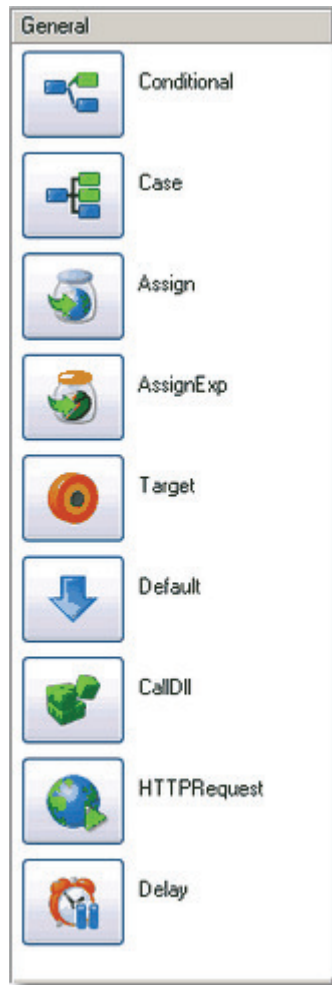 General
Conditional
Case
Assign
AssignExp
Target
Default
CallDll
HTTPRequest
Delay